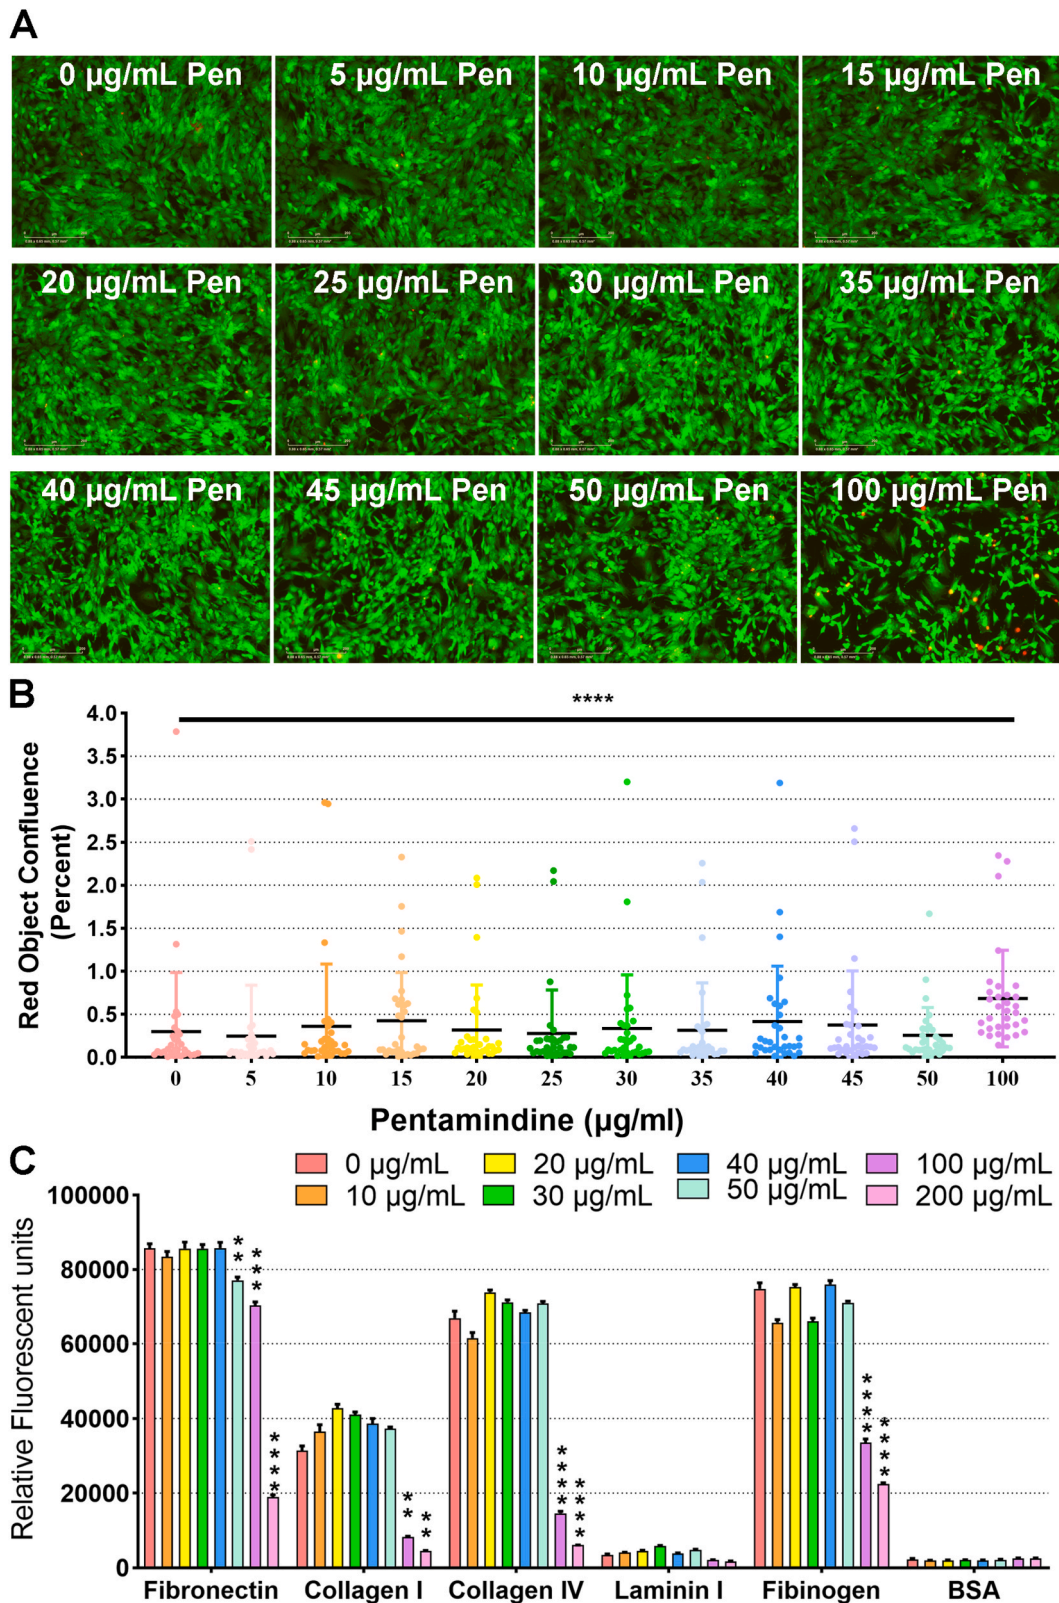 A
0 µg/mL Pen
5 µg/mL Pen
10 µg/mL Pen
15 µg/mL Pen
20 µg/mL Pen
25 µg/mL Pen
30 µg/mL Pen
35 µg/mL Pen
40 µg/mL Pen
45 µg/mL Pen
50 µg/mL Pen
100 µg/mL Pen
B
****
Red Object Confluence
(Percent)
4.0
3.5
3.0
2.5
2.0
1.5
1.0
0.5
0.0
0 5 10 15 20 25 30 35 40 45 50 100
Pentamindine (µg/ml)
C
0 µg/mL
20 µg/mL
40 µg/mL
100 µg/mL
10 µg/mL
30 µg/mL
50 µg/mL
200 µg/mL
Relative Fluorescent units
100000
80000
60000
40000
20000
0
**
***
****
**
**
****
****
****
****
Fibronectin
Collagen I
Collagen IV
Laminin I
Fibinogen
BSA